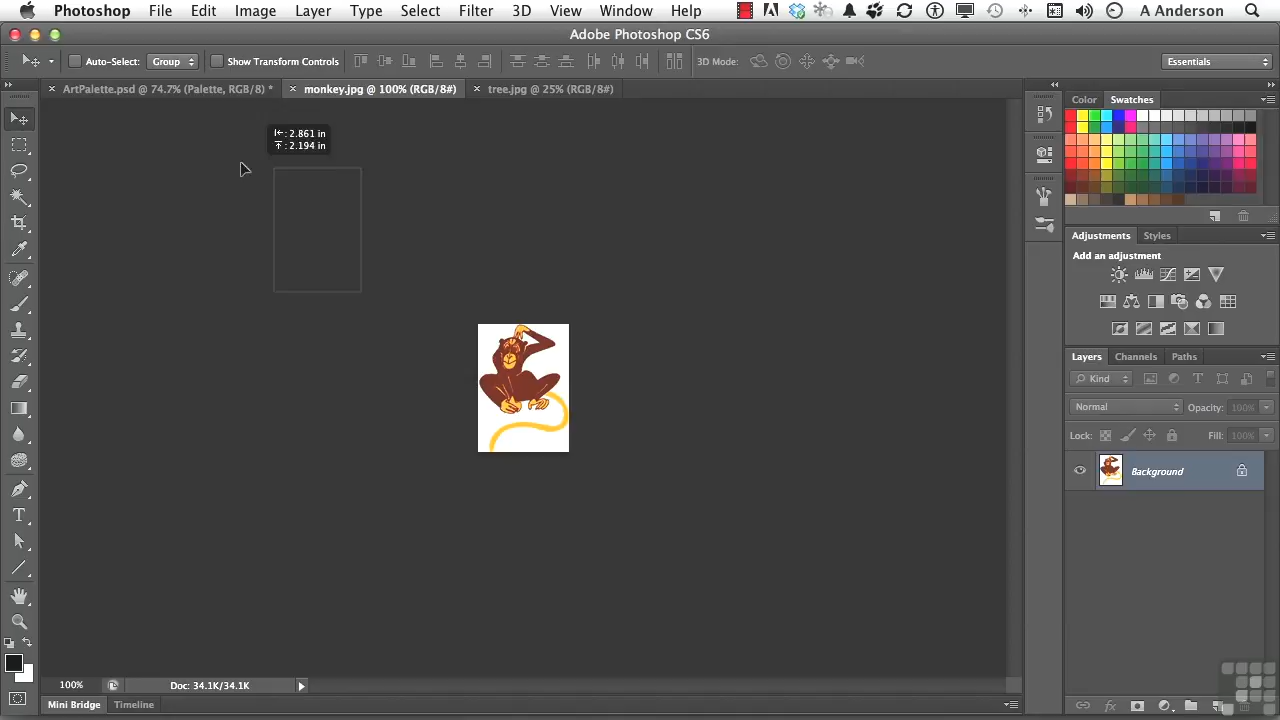 Photoshop File Edit Image Layer Type Select Filter 3D View Window Help A Anderson
Adobe Photoshop CS6
Auto-Select: Group Show Transform Controls 3D Mode: Essentials
ArtPalette.psd @ 74.7% (Palette, RGB/8) * monkey.jpg @ 100% (RGB/8#) tree.jpg @ 25% (RGB/8#)
Color Swatches
: 2.861 in
: 2.194 in
Adjustments Styles
Add an adjustment
Layers Channels Paths
Kind
Normal Opacity: 100%
Lock: Fill: 100%
Background
100% Doc: 34.1K/34.1K
Mini Bridge Timeline